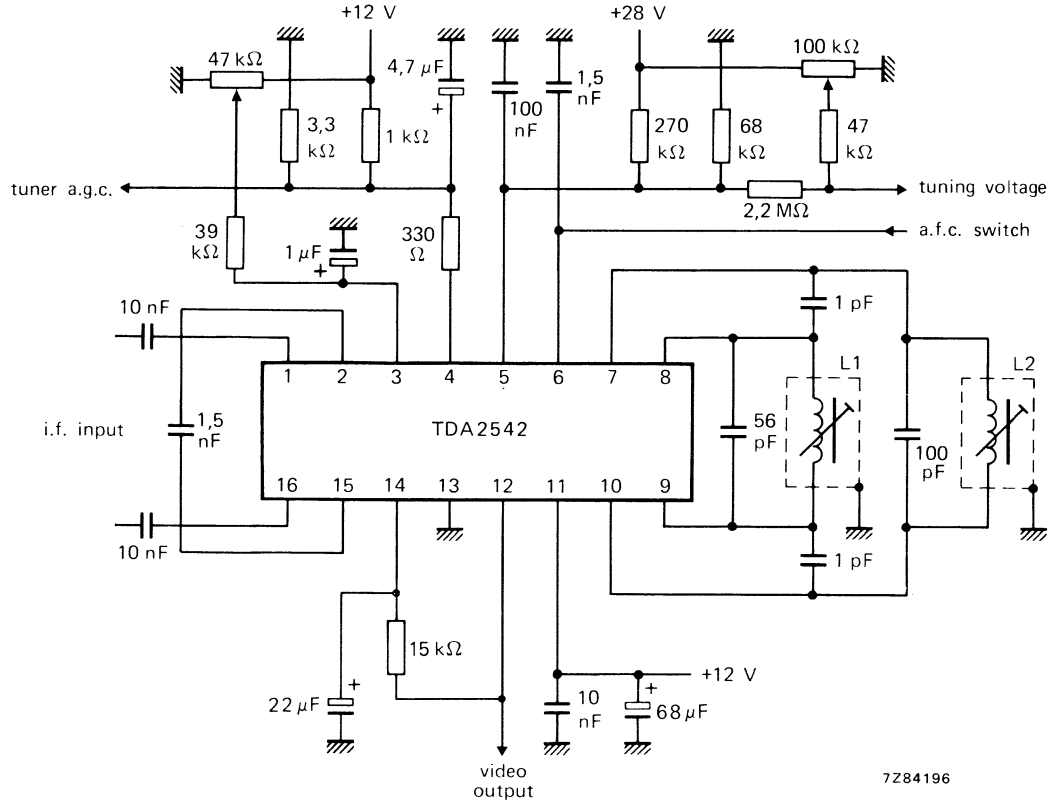 +12 V
+28 V
47 kΩ
4,7 μF
+
100
nF
1,5
nF
100 kΩ
3,3
kΩ
1 kΩ
270
kΩ
68
kΩ
47
kΩ
tuner a.g.c.
tuning voltage
2,2 MΩ
39
kΩ
1 μF
+
330
Ω
a.f.c. switch
10 nF
1 pF
1 2 3 4 5 6 7 8
L1
L2
i.f. input
1,5
nF
TDA2542
56
pF
100
pF
16 15 14 13 12 11 10 9
10 nF
1 pF
15 kΩ
+12 V
22 μF
+
10
nF
+
68 μF
video
output
7Z84196